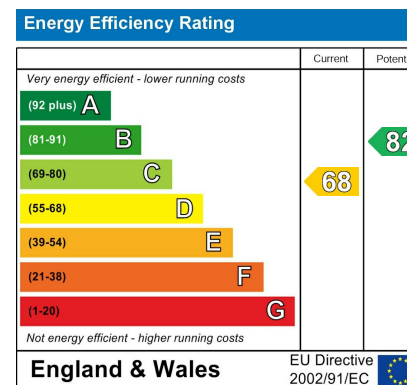 Energy Efficiency Rating
Current Potent
Very energy efficient - lower running costs
(92 plus) A
(81-91) B 82
(69-80) C 68
(55-68) D
(39-54) E
(21-38) F
(1-20) G
Not energy efficient - higher running costs
England & Wales
EU Directive
2002/91/EC